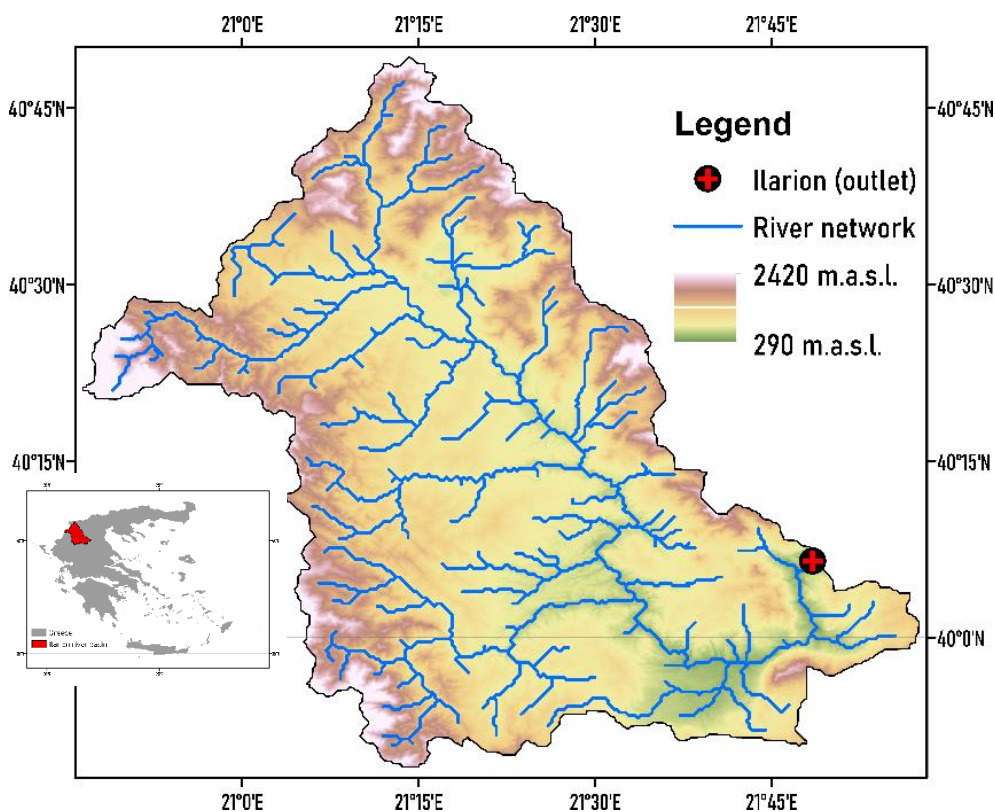 21°0'E 21°15'E 21°30'E 21°45'E
40°45'N 40°45'N
Legend
Ilarion (outlet)
River network
2420 m.a.s.l.
290 m.a.s.l.
40°30'N 40°30'N
40°15'N 40°15'N
Greece
40°0'N
21°0'E 21°15'E 21°30'E 21°45'E